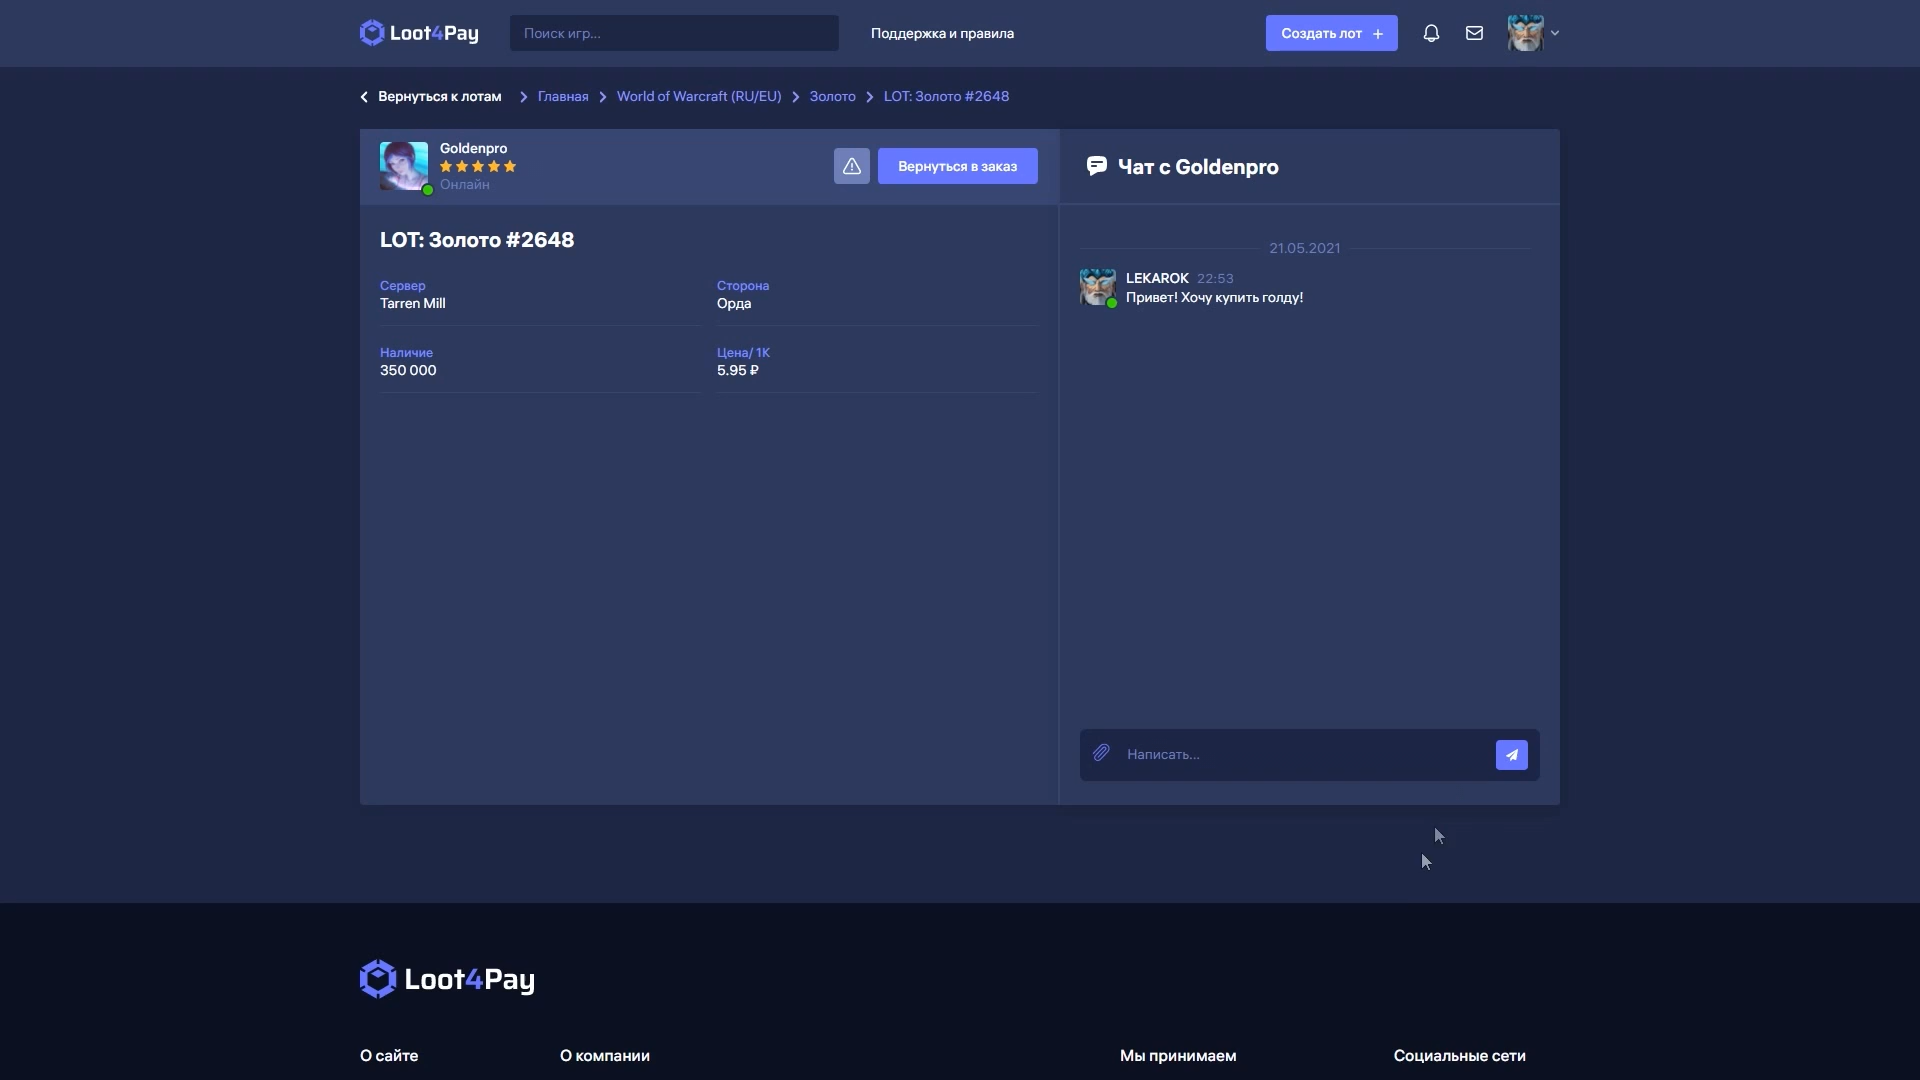 Loot4Pay
Поиск игр...
Поддержка и правила
Создать лот +
Вернуться к лотам
Главная
World of Warcraft (RU/EU)
Золото
LOT: Золото #2648
Goldenpro
Онлайн
Вернуться в заказ
Чат с Goldenpro
LOT: Золото #2648
Сервер
Tarren Mill
Сторона
Орда
Наличие
350 000
Цена/ 1K
5.95 ₽
21.05.2021
LEKAROK 22:53
Привет! Хочу купить голду!
Написать...
Loot4Pay
О сайте
О компании
Мы принимаем
Социальные сети